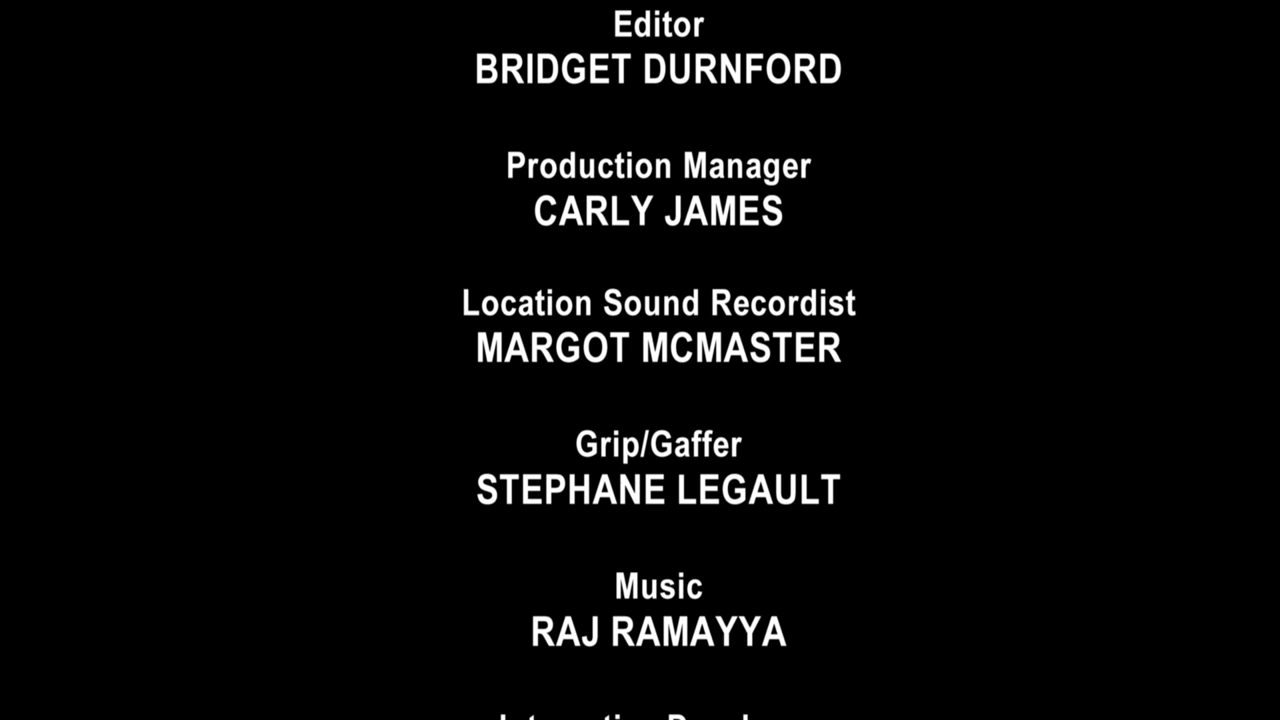 Editor
BRIDGET DURNFORD
Production Manager
CARLY JAMES
Location Sound Recordist
MARGOT MCMASTER
Grip/Gaffer
STEPHANE LEGAULT
Music
RAJ RAMAYYA